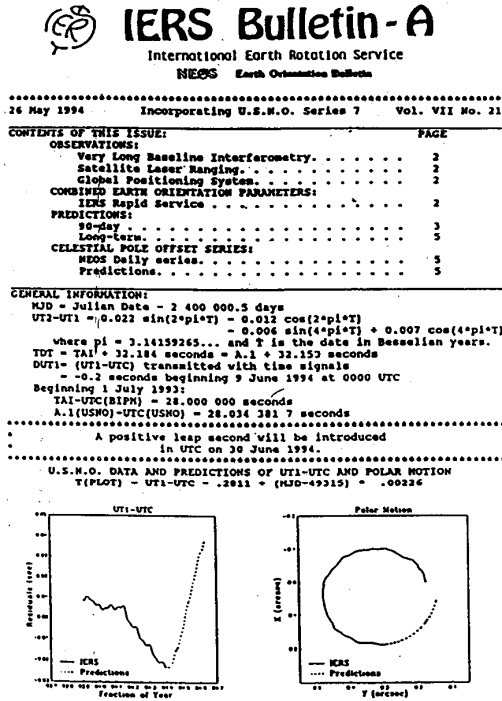 IERS Bulletin-A
International Earth Rotation Service
NEOS Earth Orientation Bulletin
26 May 1994 Incorporating U.S.N.O. Series 7 Vol. VII No. 21
CONTENTS OF THIS ISSUE: PAGE
OBSERVATIONS:
Very Long Baseline Interferometry. . . . . . . . 2
Satellite Laser Ranging. . . . . . . . . . . . . 2
Global Positioning System. . . . . . . . . . . . 2
COMBINED EARTH ORIENTATION PARAMETERS:
IERS Rapid Service . . . . . . . . . . . . . . . 2
PREDICTIONS:
90-day . . . . . . . . . . . . . . . . . . . . . 3
Long-term. . . . . . . . . . . . . . . . . . . . 5
CELESTIAL POLE OFFSET SERIES:
NEOS Daily series. . . . . . . . . . . . . . . . 5
Predictions. . . . . . . . . . . . . . . . . . . 5
GENERAL INFORMATION:
MJD = Julian Date - 2 400 000.5 days
UT2-UT1 = 0.022 sin(2*pi*T) - 0.012 cos(2*pi*T)
- 0.006 sin(4*pi*T) + 0.007 cos(4*pi*T)
where pi = 3.14159265... and T is the date in Besselian years.
TDT = TAI + 32.184 seconds = A.1 + 32.153 seconds
DUT1= (UT1-UTC) transmitted with time signals
= -0.2 seconds beginning 9 June 1994 at 0000 UTC
Beginning 1 July 1993:
TAI-UTC(BIPM) = 28.000 000 seconds
A.1(USNO)-UTC(USNO) = 28.034 381 7 seconds
A positive leap second will be introduced
in UTC on 30 June 1994.
U.S.N.O. DATA AND PREDICTIONS OF UT1-UTC AND POLAR MOTION
T(PLOT) = UT1-UTC - .2811 + (MJD-49315) * .00226
UT1-UTC
Residuals (sec)
IERS
Predictions
Fraction of Year
Polar Motion
X (arcsec)
IERS
Predictions
Y (arcsec)